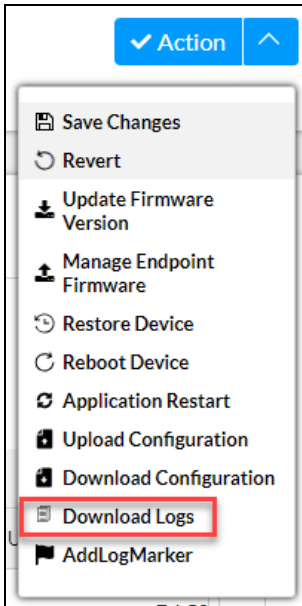 Action
Save Changes
Revert
Update Firmware
Version
Manage Endpoint
Firmware
Restore Device
Reboot Device
Application Restart
Upload Configuration
Download Configuration
Download Logs
AddLogMarker